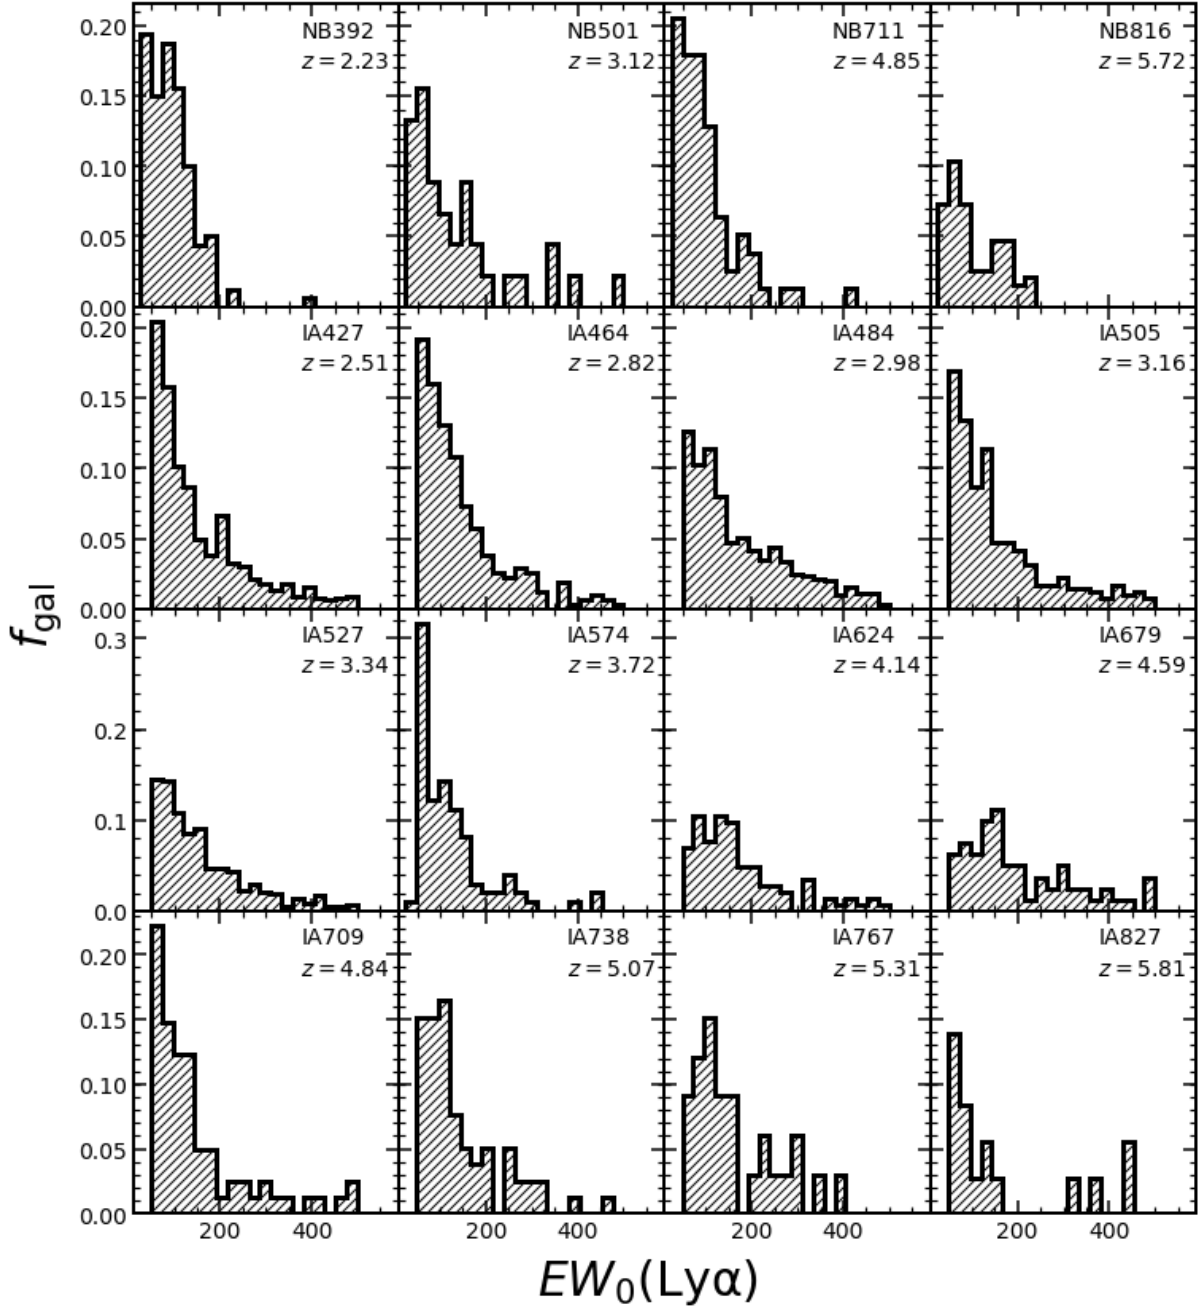 NB392
z = 2.23
NB501
z = 3.12
NB711
z = 4.85
NB816
z = 5.72
0.20
0.15
0.10
0.05
0.00
IA427
z = 2.51
IA464
z = 2.82
IA484
z = 2.98
IA505
z = 3.16
0.20
0.15
0.10
0.05
0.00
IA527
z = 3.34
IA574
z = 3.72
IA624
z = 4.14
IA679
z = 4.59
0.3
0.2
0.1
0.0
IA709
z = 4.84
IA738
z = 5.07
IA767
z = 5.31
IA827
z = 5.81
0.20
0.15
0.10
0.05
0.00
200 400 200 400 200 400 200 400
f_gal
EW₀(Lyα)